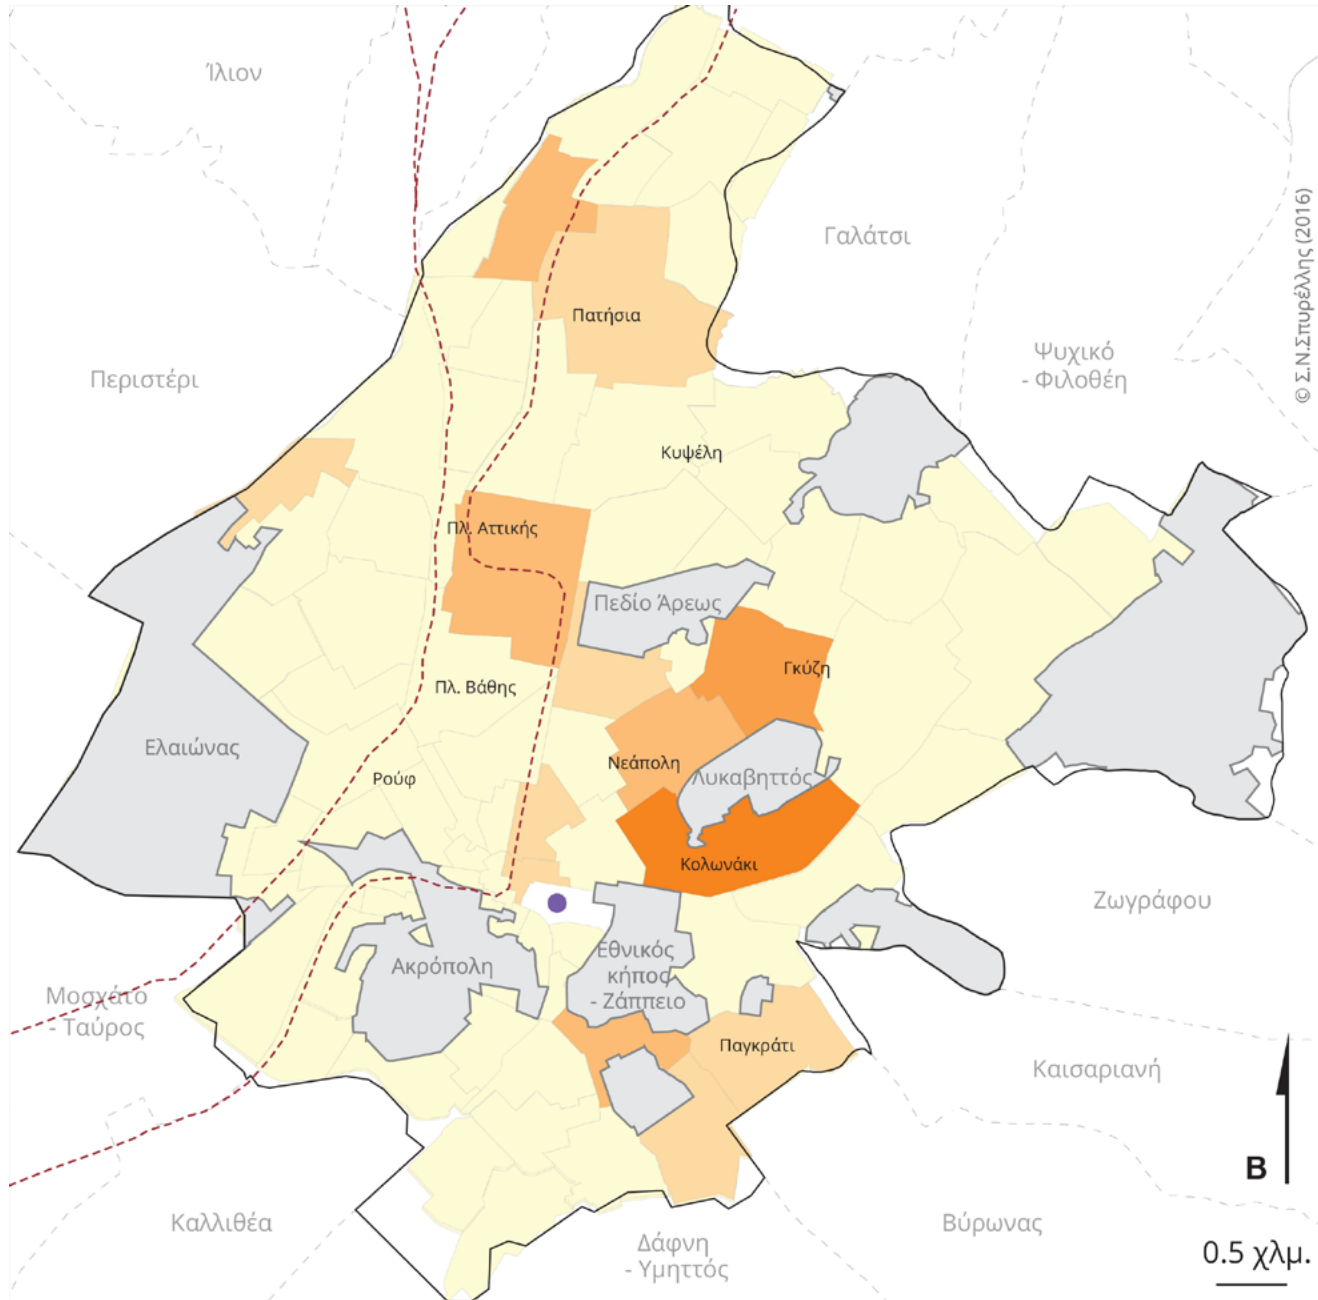 Ίλιον
© Σ.Ν.Σπυρέλλης (2016)
Γαλάτσι
Πατήσια
Περιστέρι
Ψυχικό
- Φιλοθέη
Κυψέλη
Πλ. Αττικής
Πεδίο Άρεως
Γκύζη
Πλ. Βάθης
Ελαιώνας
Νεάπολη
Λυκαβηττός
Ρούφ
Κολωνάκι
Ζωγράφου
Εθνικός
κήπος
- Ζάππειο
Ακρόπολη
Μοσχάτο
- Ταύρος
Παγκράτι
Καισαριανή
Β
Καλλιθέα
Βύρωνας
Δάφνη
- Υμηττός
0.5 χλμ.